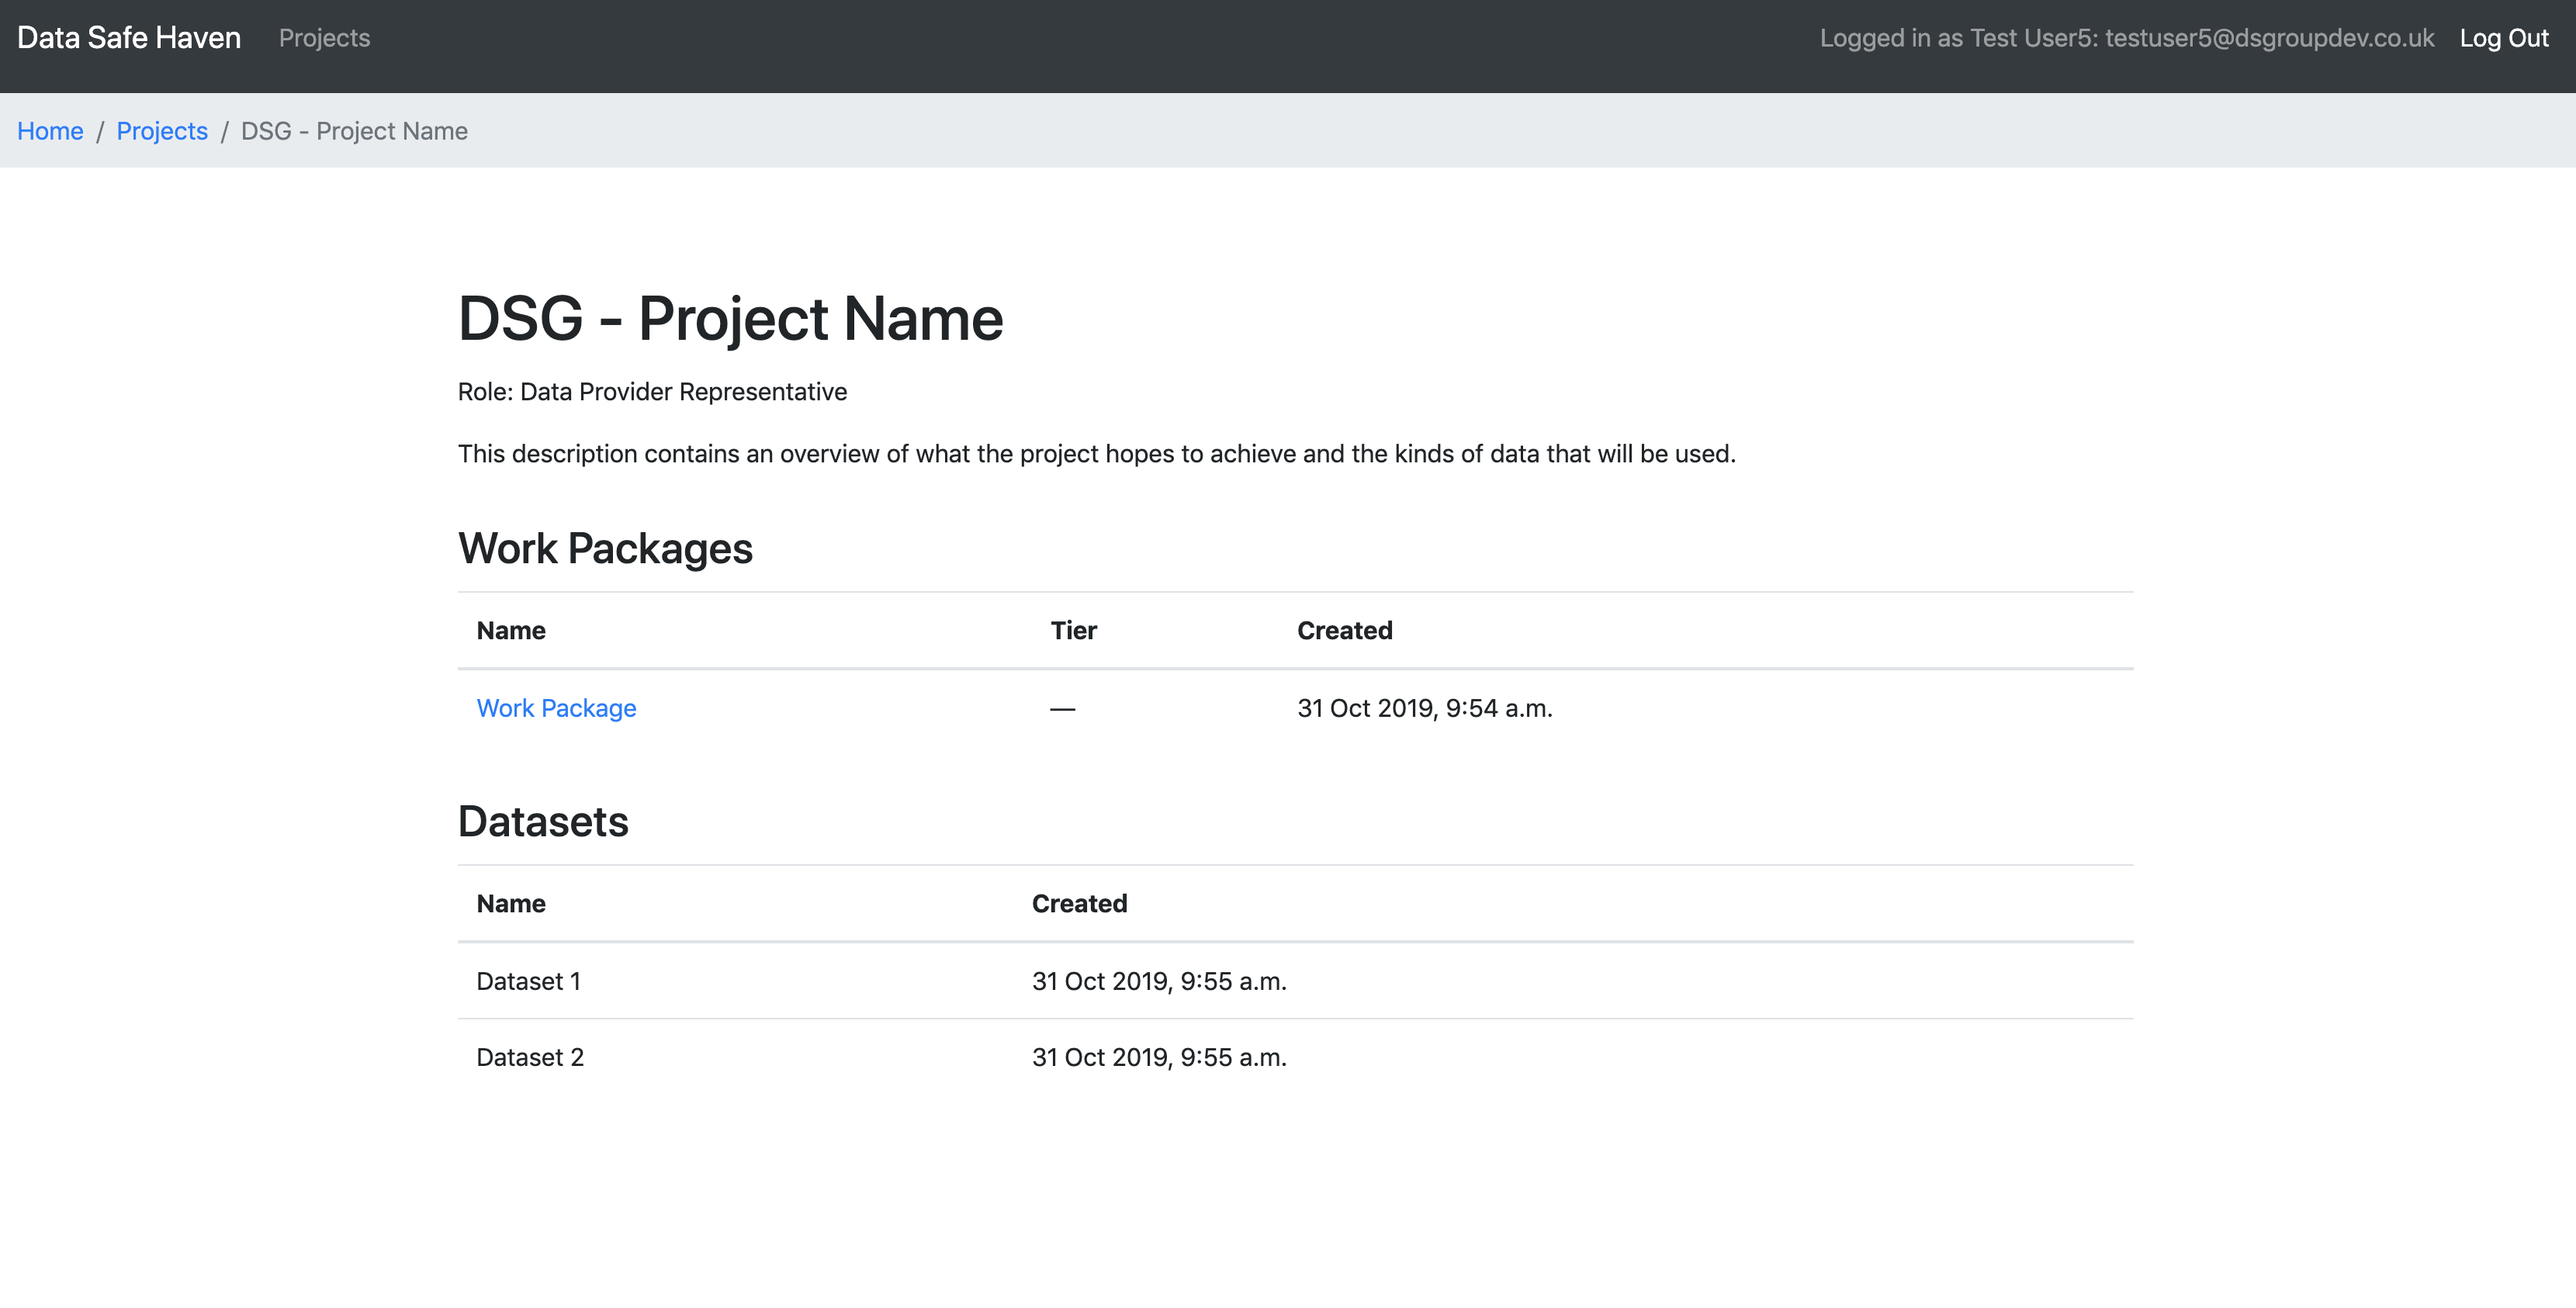 Data Safe Haven Projects Logged in as Test User5: testuser5@dsgroupdev.co.uk Log Out
Home / Projects / DSG - Project Name
DSG - Project Name
Role: Data Provider Representative
This description contains an overview of what the project hopes to achieve and the kinds of data that will be used.
Work Packages
Name Tier Created
Work Package — 31 Oct 2019, 9:54 a.m.
Datasets
Name Created
Dataset 1 31 Oct 2019, 9:55 a.m.
Dataset 2 31 Oct 2019, 9:55 a.m.